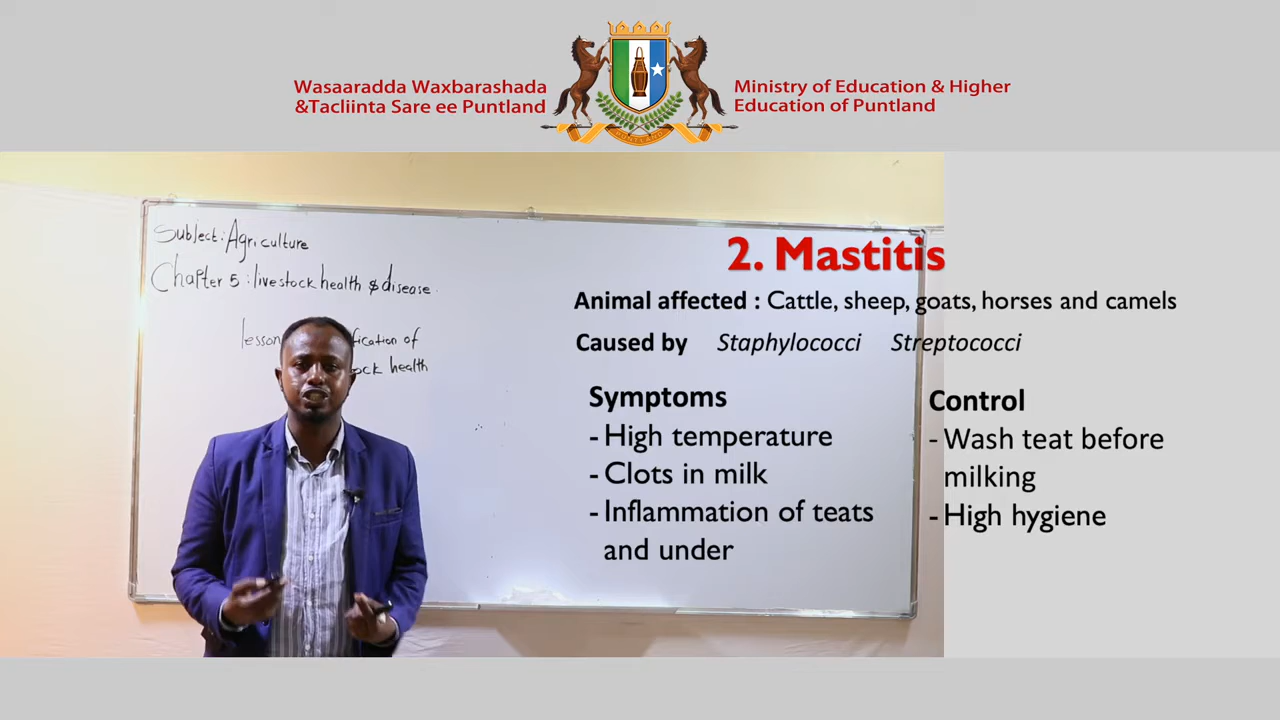 Wasaaradda Waxbarashada
&Tacliinta Sare ee Puntland
Ministry of Education & Higher
Education of Puntland
Subject: Agriculture
Chapter 5: livestock health & disease.
lesson
fication of
ock health
2. Mastitis
Animal affected : Cattle, sheep, goats, horses and camels
Caused by Staphylococci Streptococci
Symptoms
- High temperature
- Clots in milk
- Inflammation of teats
and under
Control
- Wash teat before
milking
- High hygiene